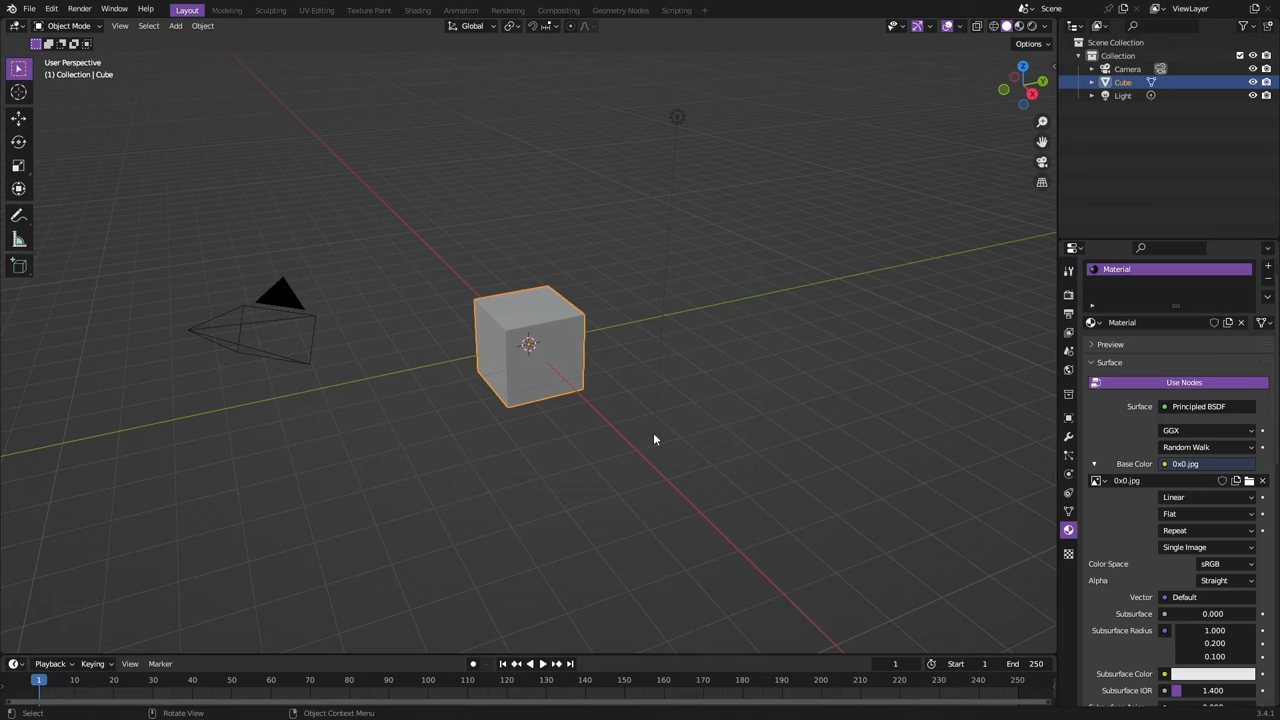 File Edit Render Window Help Layout Modeling Sculpting UV Editing Texture Paint Shading Animation Rendering Compositing Geometry Nodes Scripting Scene ViewLayer
Object Mode View Select Add Object Global
Options
User Perspective
(1) Collection | Cube
Z
Y
X
Scene Collection
Collection
Camera
Cube
Light
Material
Material
Preview
Surface
Use Nodes
Surface Principled BSDF
GGX
Random Walk
Base Color 0x0.jpg
0x0.jpg
Linear
Flat
Repeat
Single Image
Color Space sRGB
Alpha Straight
Vector Default
Subsurface 0.000
Subsurface Radius 1.000
0.200
0.100
Subsurface Color
Subsurface IOR 1.400
Playback Keying View Marker 1 Start 1 End 250
1 10 20 30 40 50 60 70 80 90 100 110 120 130 140 150 160 170 180 190 200 210 220 230 240 250
Select Rotate View Object Context Menu 3.4.1